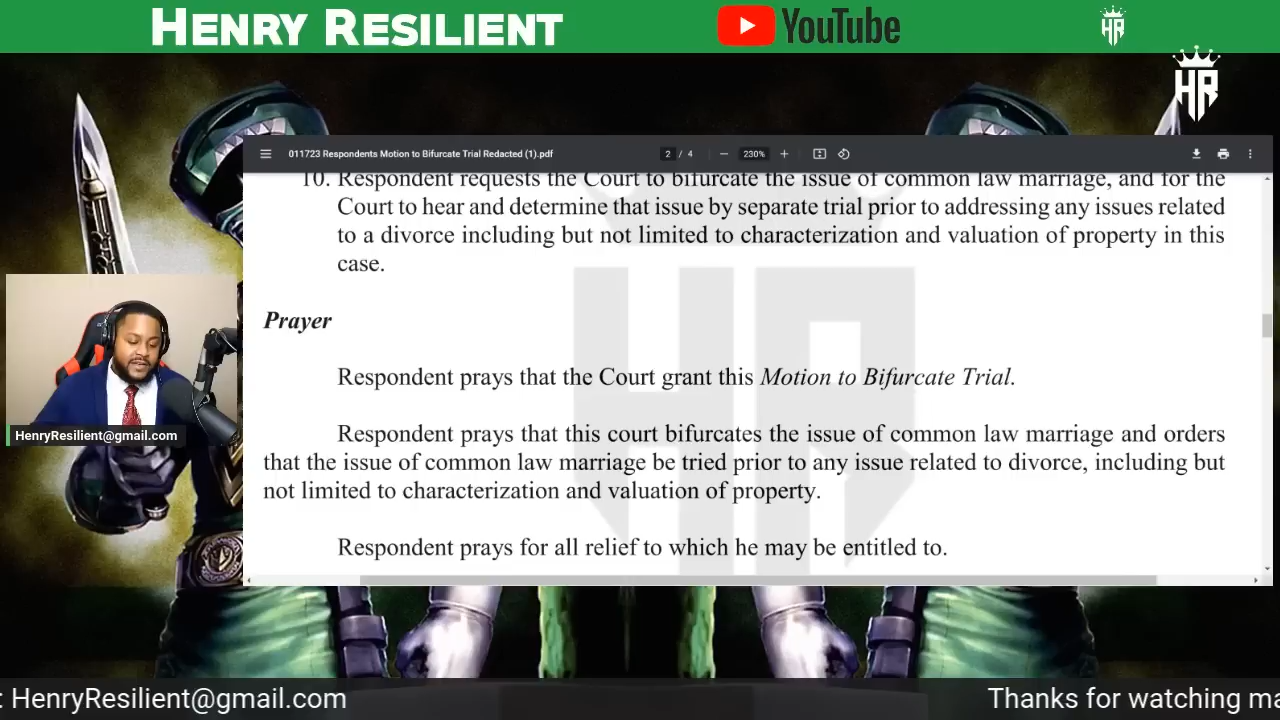 HENRY RESILIENT
YouTube
HR
HR
011723 Respondents Motion to Bifurcate Trial Redacted (1).pdf
2 / 4
230%
10. Respondent requests the Court to bifurcate the issue of common law marriage, and for the
Court to hear and determine that issue by separate trial prior to addressing any issues related
to a divorce including but not limited to characterization and valuation of property in this
case.
Prayer
Respondent prays that the Court grant this Motion to Bifurcate Trial.
Respondent prays that this court bifurcates the issue of common law marriage and orders
that the issue of common law marriage be tried prior to any issue related to divorce, including but
not limited to characterization and valuation of property.
Respondent prays for all relief to which he may be entitled to.
HR
HenryResilient@gmail.com
: HenryResilient@gmail.com
Thanks for watching ma